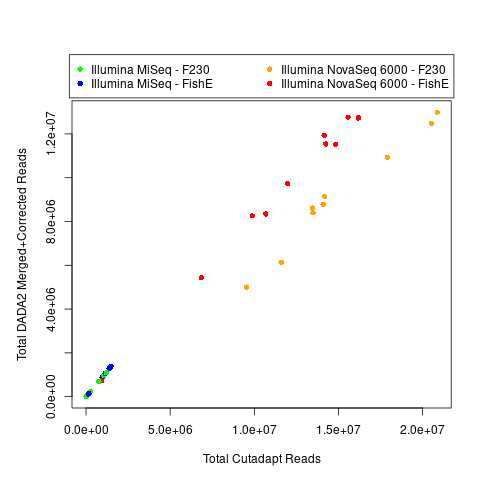 Illumina MiSeq - F230
Illumina MiSeq - FishE
Illumina NovaSeq 6000 - F230
Illumina NovaSeq 6000 - FishE
Total DADA2 Merged+Corrected Reads
1.2e+07
8.0e+06
4.0e+06
0.0e+00
0.0e+00 5.0e+06 1.0e+07 1.5e+07 2.0e+07
Total Cutadapt Reads